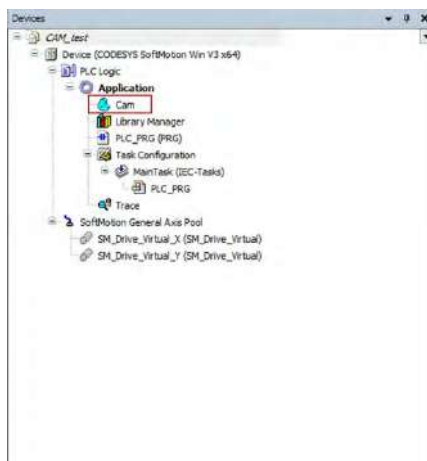 Devices
CAM_test
Device (CODESYS SoftMotion Win V3 x64)
PLC Logic
Application
Cam
Library Manager
PLC_PRG (PRG)
Task Configuration
MainTask (IEC-Tasks)
PLC_PRG
Trace
SoftMotion General Axis Pool
SM_Drive_Virtual_X (SM_Drive_Virtual)
SM_Drive_Virtual_Y (SM_Drive_Virtual)